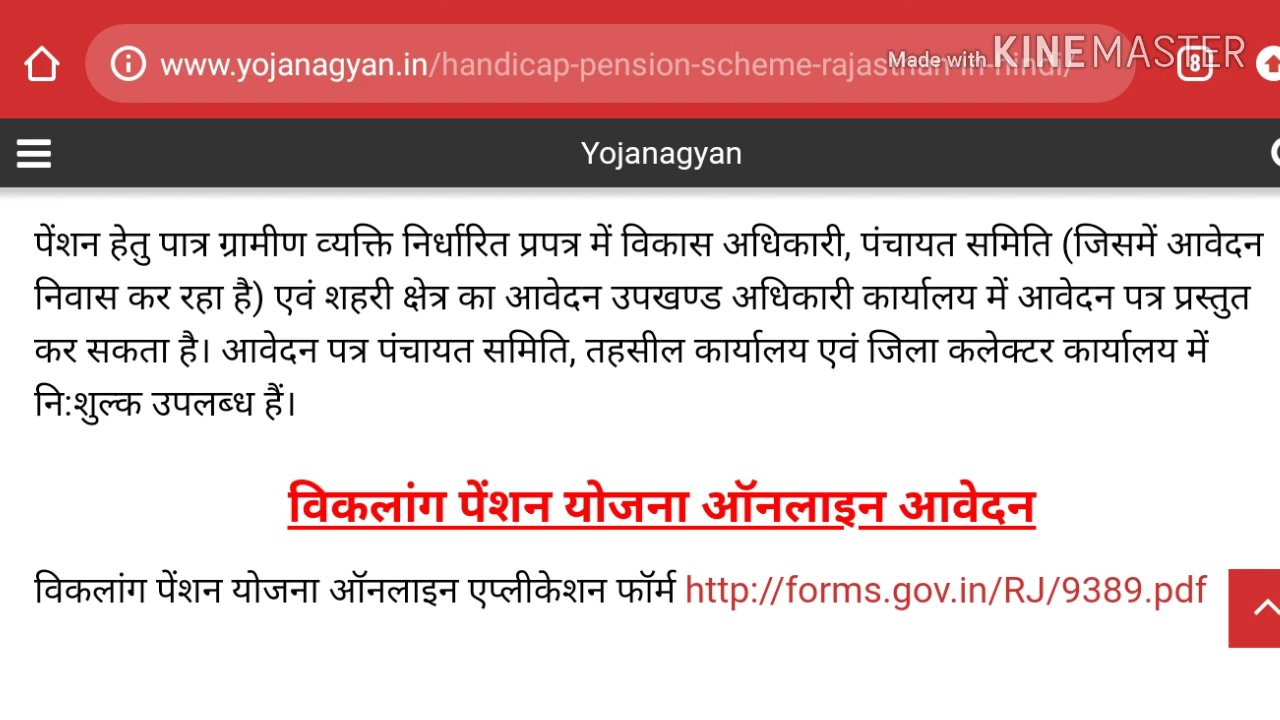 www.yojanagyan.in/handicap-pension-scheme-rajasthan-in-hindi/
Made with KINEMASTER
8
Yojanagyan
पेंशन हेतु पात्र ग्रामीण व्यक्ति निर्धारित प्रपत्र में विकास अधिकारी, पंचायत समिति (जिसमें आवेदन
निवास कर रहा है) एवं शहरी क्षेत्र का आवेदन उपखण्ड अधिकारी कार्यालय में आवेदन पत्र प्रस्तुत
कर सकता है। आवेदन पत्र पंचायत समिति, तहसील कार्यालय एवं जिला कलेक्टर कार्यालय में
नि:शुल्क उपलब्ध हैं।
विकलांग पेंशन योजना ऑनलाइन आवेदन
विकलांग पेंशन योजना ऑनलाइन एप्लीकेशन फॉर्म http://forms.gov.in/RJ/9389.pdf